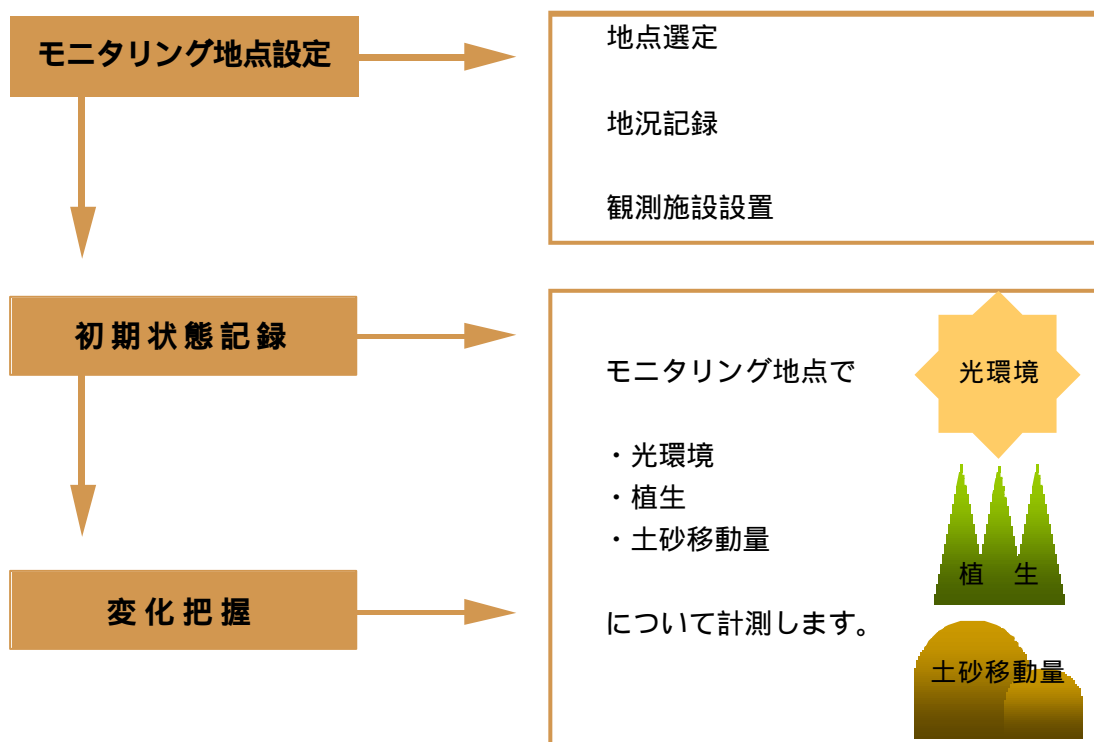 モニタリング地点設定
地点選定
地況記録
観測施設設置
初期状態記録
モニタリング地点で
・光環境
・植生
・土砂移動量
について計測します。
光環境
植 生
土砂移動量
変化把握